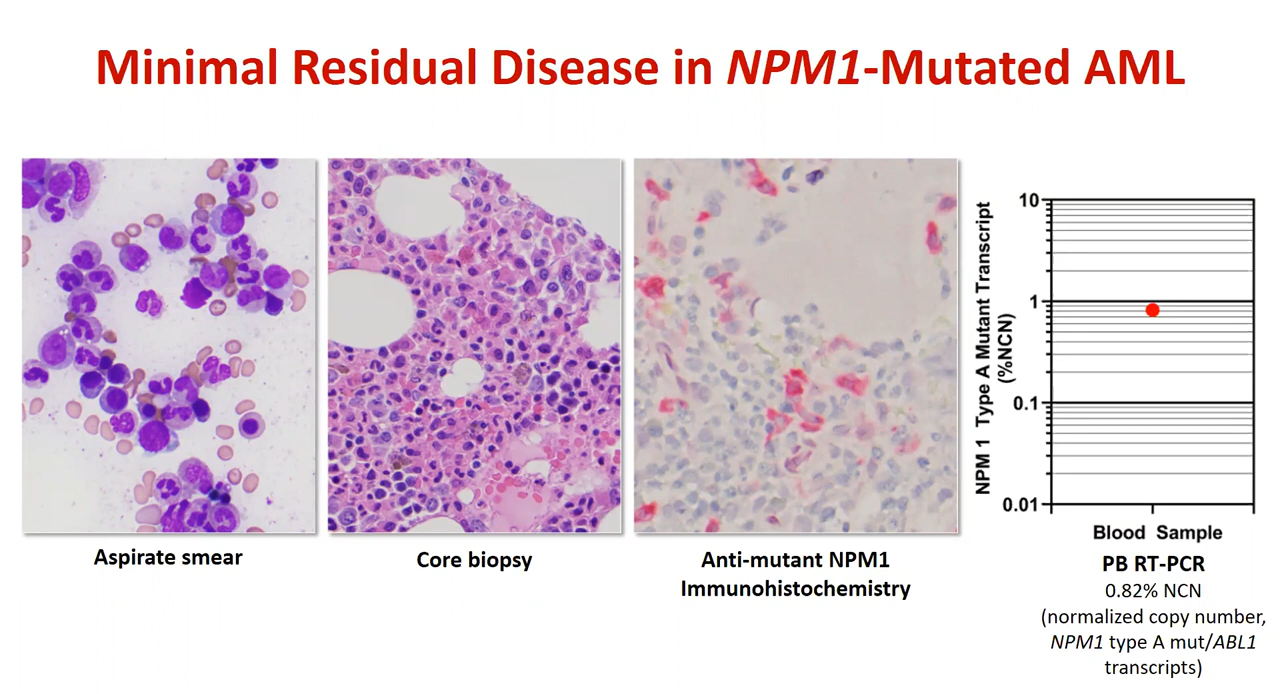 Minimal Residual Disease in NPM1-Mutated AML
Aspirate smear
Core biopsy
Anti-mutant NPM1
Immunohistochemistry
NPM 1 Type A Mutant Transcript
(%NCN)
10
1
0.1
0.01
Blood Sample
PB RT-PCR
0.82% NCN
(normalized copy number,
NPM1 type A mut/ABL1
transcripts)